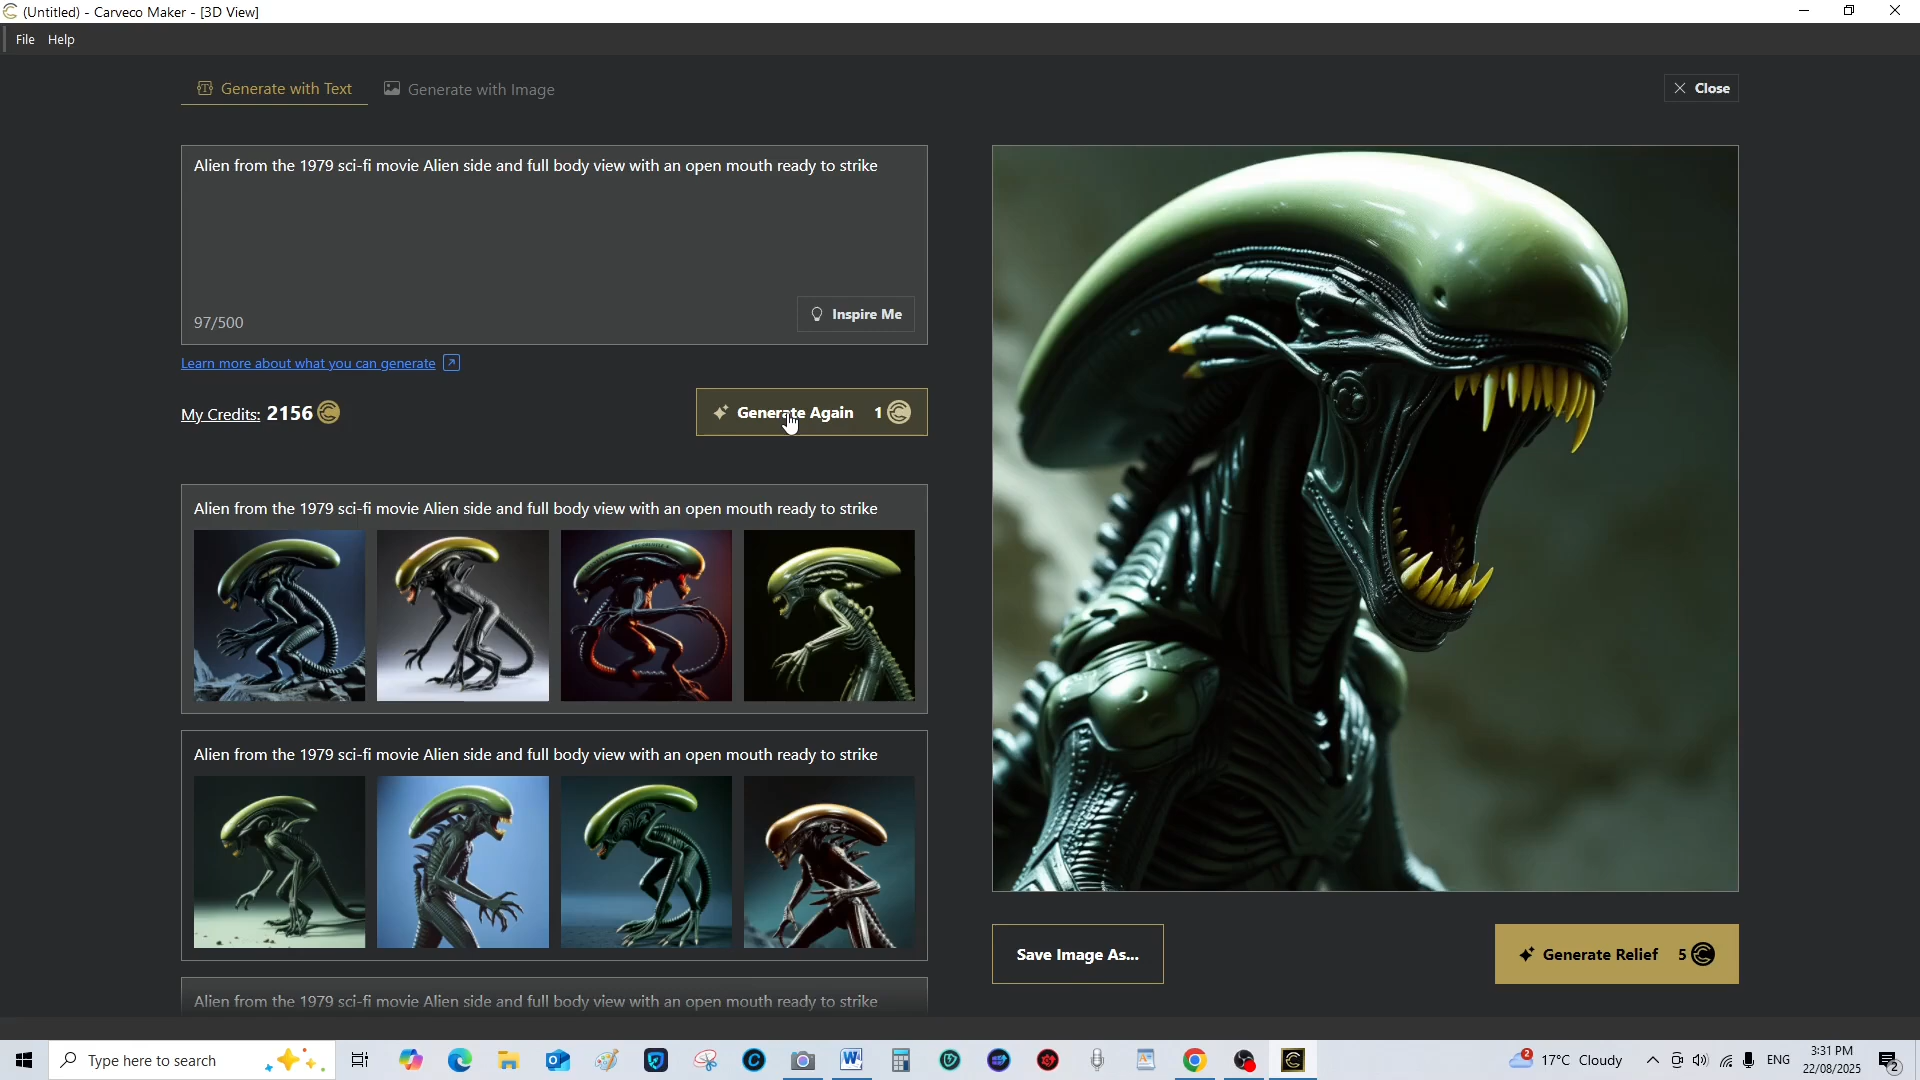 (Untitled) - Carveco Maker - [3D View]
File Help
Generate with Text Generate with Image
Close
Alien from the 1979 sci-fi movie Alien side and full body view with an open mouth ready to strike
97/500
Inspire Me
Learn more about what you can generate
My Credits: 2156
Generate Again 1
Alien from the 1979 sci-fi movie Alien side and full body view with an open mouth ready to strike
Alien from the 1979 sci-fi movie Alien side and full body view with an open mouth ready to strike
Alien from the 1979 sci-fi movie Alien side and full body view with an open mouth ready to strike
Save Image As...
Generate Relief 5
Type here to search
2
17°C Cloudy
ENG
3:31 PM
22/08/2025
2